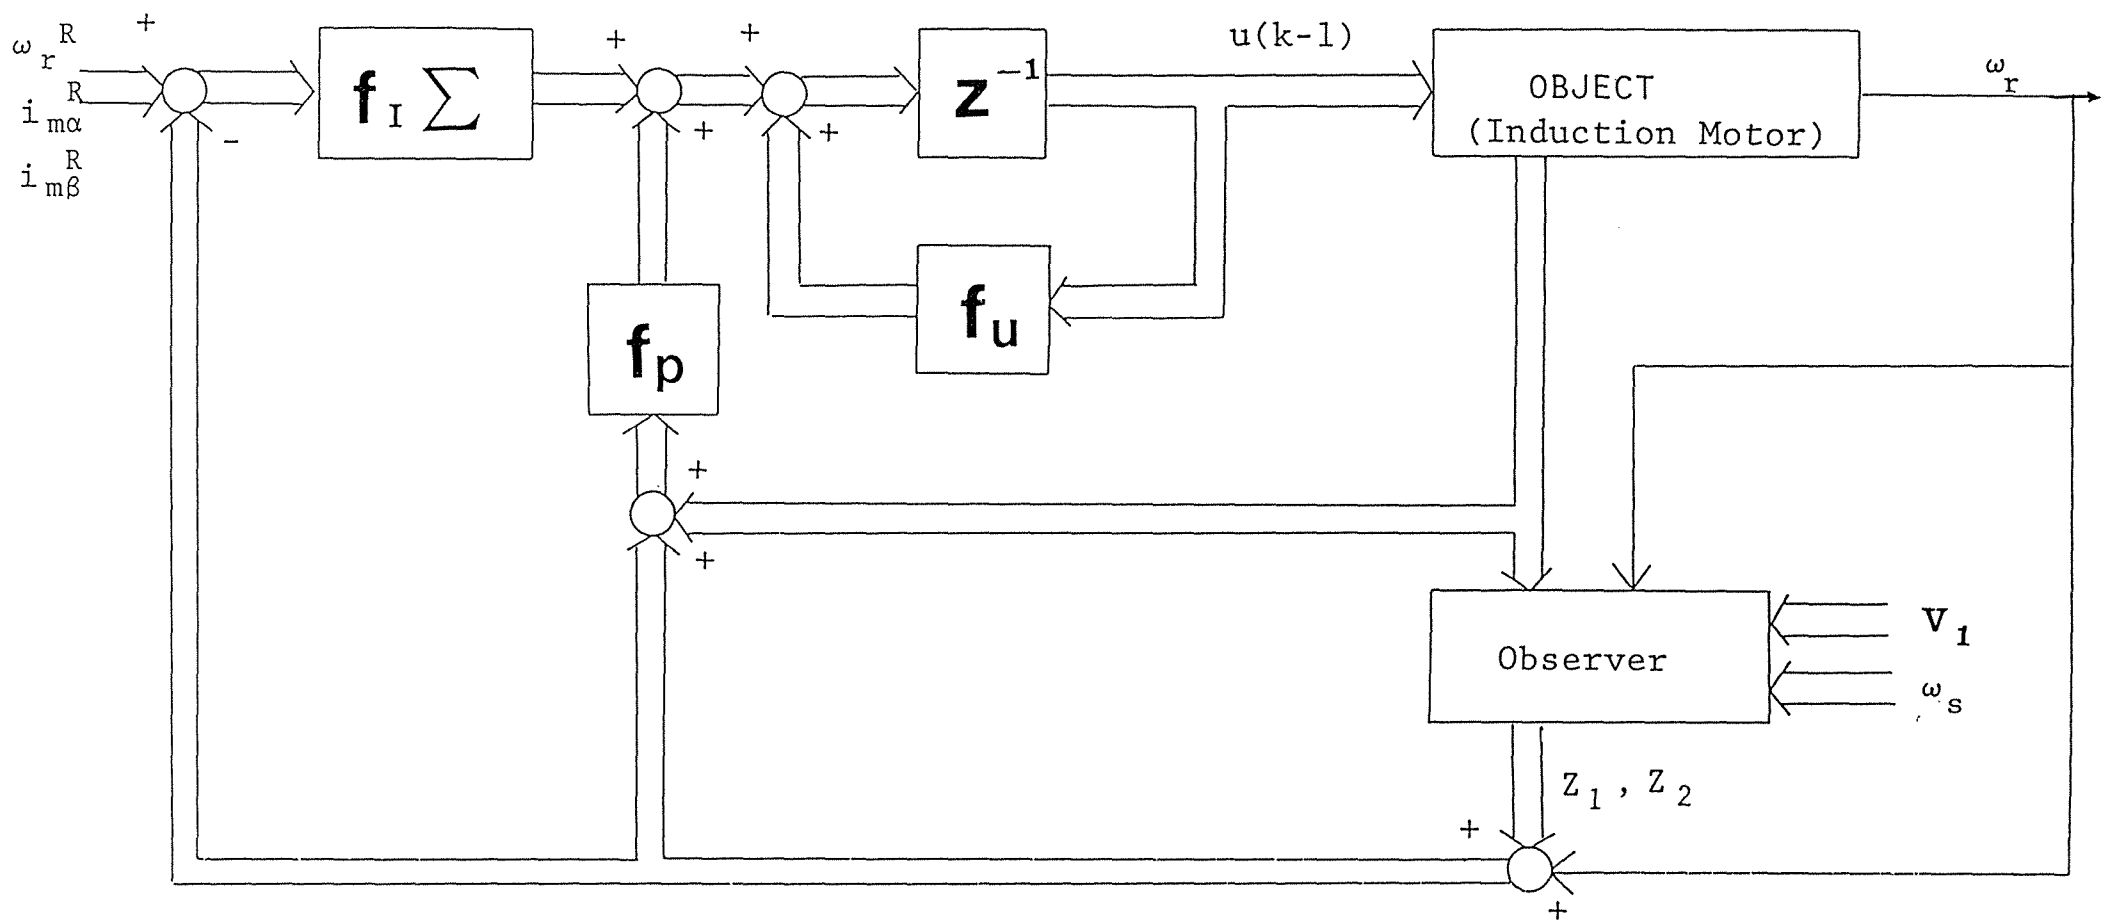 +
ω_r^R
i_mα^R
i_mβ^R
-
f_I Σ
+
+
+
+
z^-1
u(k-1)
OBJECT
(Induction Motor)
ω_r
f_u
f_p
+
+
Observer
V_1
ω_s
Z_1 , Z_2
+
+